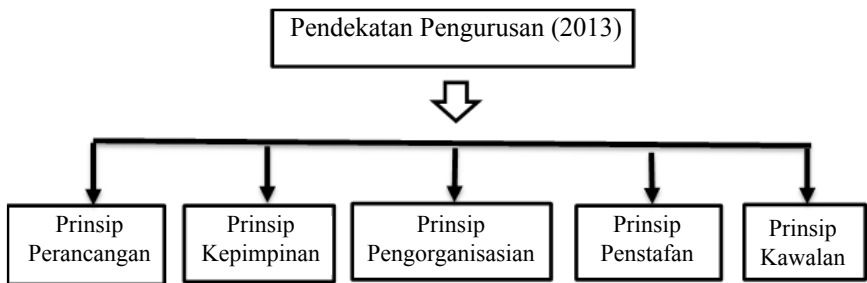 Pendekatan Pengurusan (2013)
Prinsip
Perancangan
Prinsip
Kepimpinan
Prinsip
Pengorganisasian
Prinsip
Penstafan
Prinsip
Kawalan